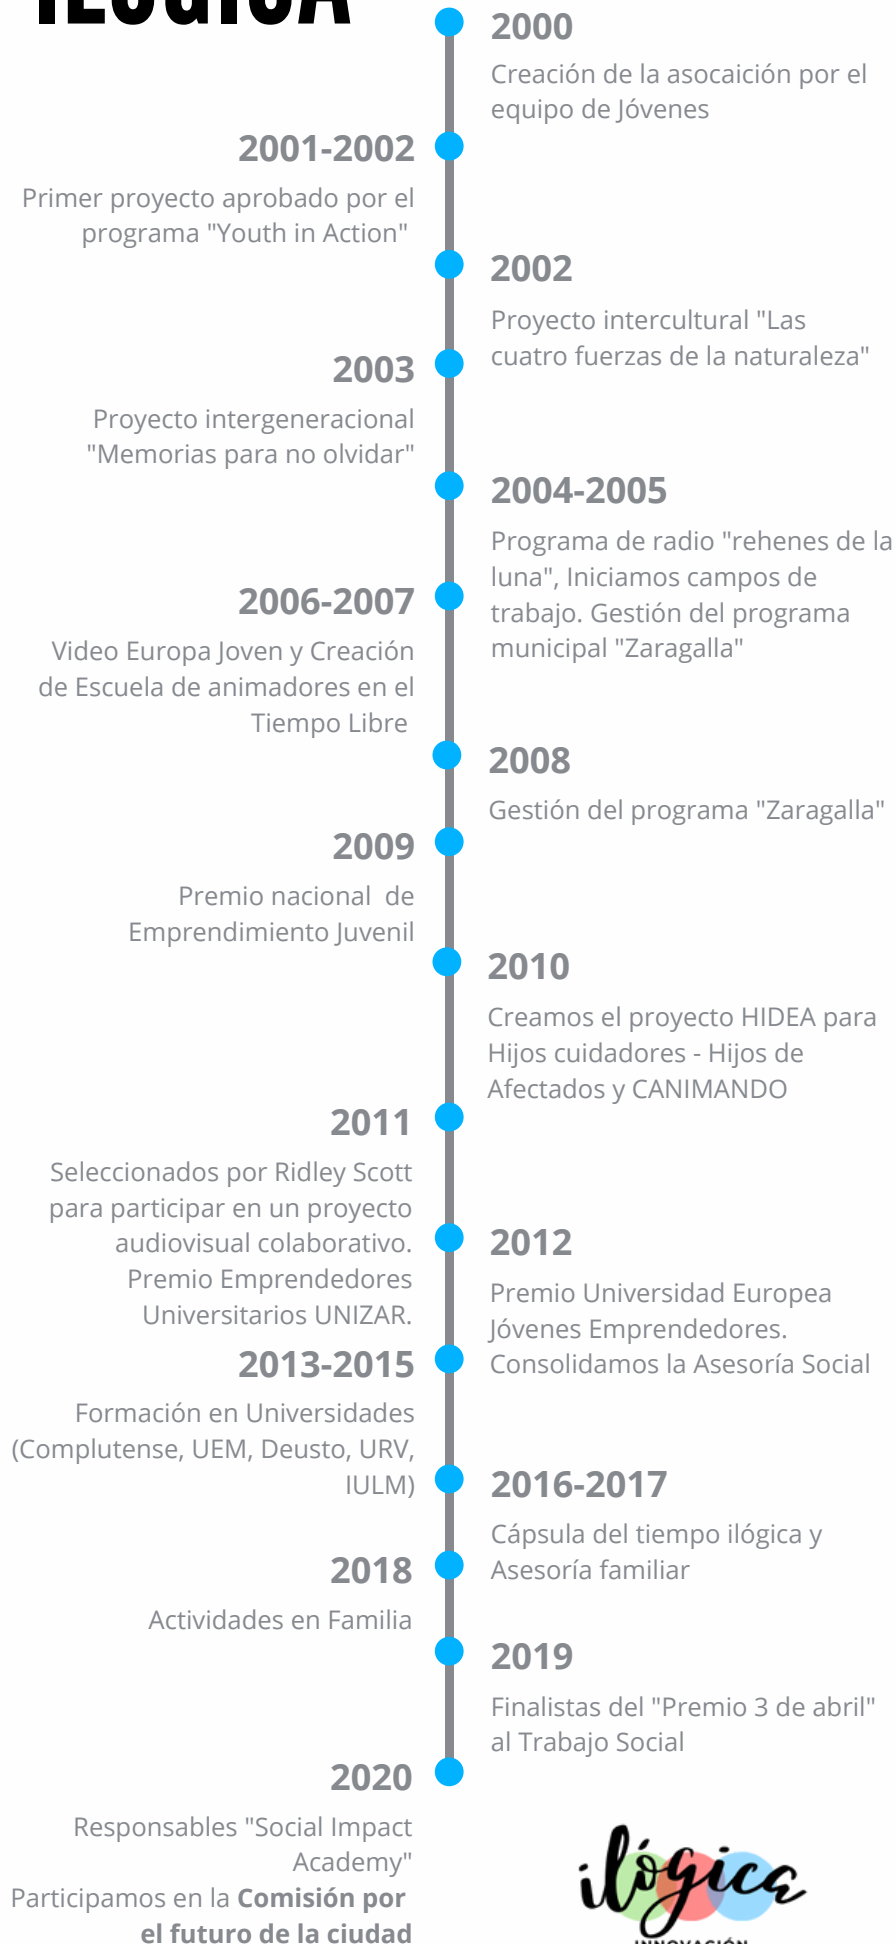 ILÓGICA
2000
Creación de la asocaición por el
equipo de Jóvenes
2001-2002
Primer proyecto aprobado por el
programa "Youth in Action"
2002
Proyecto intercultural "Las
cuatro fuerzas de la naturaleza"
2003
Proyecto intergeneracional
"Memorias para no olvidar"
2004-2005
Programa de radio "rehenes de la
luna", Iniciamos campos de
trabajo. Gestión del programa
municipal "Zaragalla"
2006-2007
Video Europa Joven y Creación
de Escuela de animadores en el
Tiempo Libre
2008
Gestión del programa "Zaragalla"
2009
Premio nacional  de
Emprendimiento Juvenil
2010
Creamos el proyecto HIDEA para
Hijos cuidadores - Hijos de
Afectados y CANIMANDO
2011
Seleccionados por Ridley Scott
para participar en un proyecto
audiovisual colaborativo.
Premio Emprendedores
Universitarios UNIZAR.
2012
Premio Universidad Europea
Jóvenes Emprendedores.
Consolidamos la Asesoría Social
2013-2015
Formación en Universidades
(Complutense, UEM, Deusto, URV,
IULM)
2016-2017
Cápsula del tiempo ilógica y
Asesoría familiar
2018
Actividades en Familia
2019
Finalistas del "Premio 3 de abril"
al Trabajo Social
2020
Responsables "Social Impact
Academy"
Participamos en la Comisión por
el futuro de la ciudad
ilógica
INNOVACIÓN